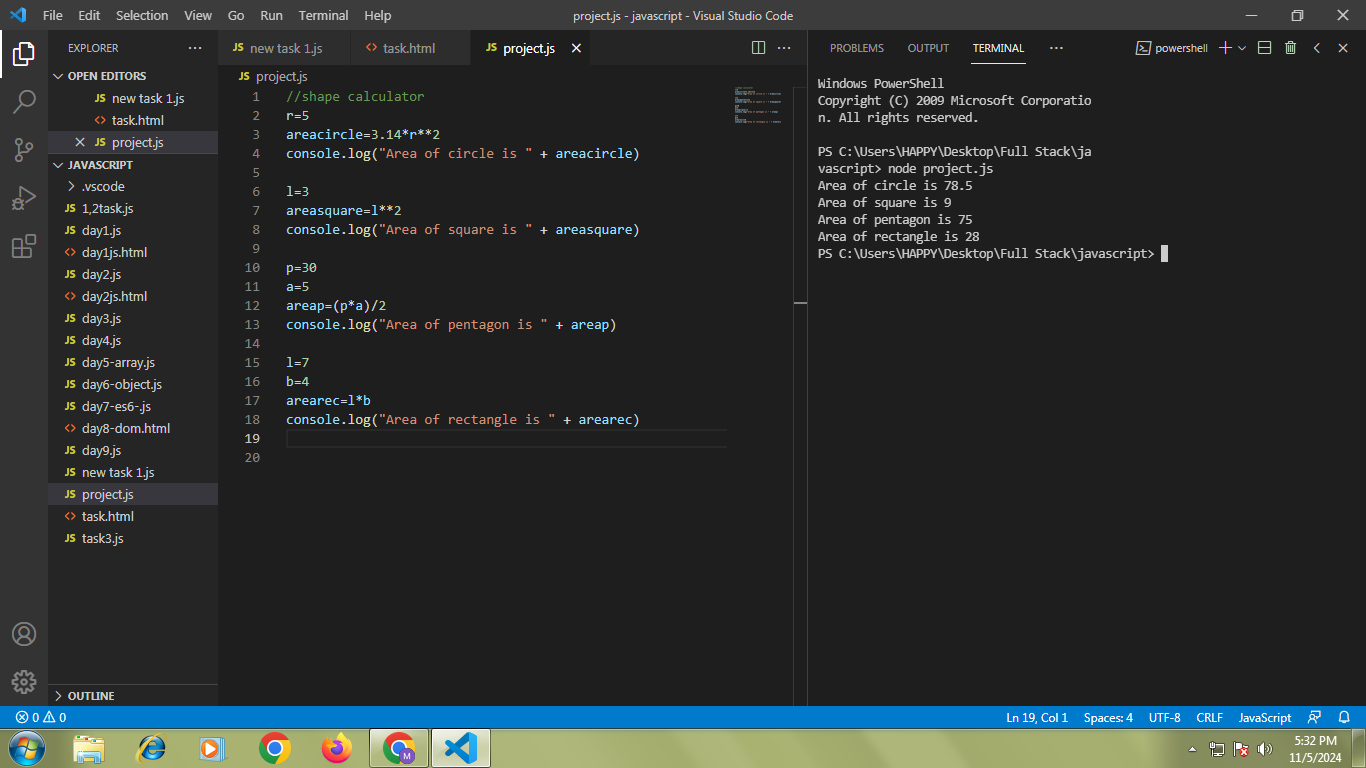 File Edit Selection View Go Run Terminal Help project.js - javascript - Visual Studio Code
EXPLORER
OPEN EDITORS
JS new task 1.js
<> task.html
JS project.js
JAVASCRIPT
.vscode
JS 1,2task.js
JS day1.js
<> day1js.html
JS day2.js
<> day2js.html
JS day3.js
JS day4.js
JS day5-array.js
JS day6-object.js
JS day7-es6-.js
<> day8-dom.html
JS day9.js
JS new task 1.js
JS project.js
<> task.html
JS task3.js
OUTLINE
JS new task 1.js <> task.html JS project.js
JS project.js
1 //shape calculator
2 r=5
3 areacircle=3.14*r**2
4 console.log("Area of circle is " + areacircle)
5
6 l=3
7 areasquare=l**2
8 console.log("Area of square is " + areasquare)
9
10 p=30
11 a=5
12 areap=(p*a)/2
13 console.log("Area of pentagon is " + areap)
14
15 l=7
16 b=4
17 arearec=l*b
18 console.log("Area of rectangle is " + arearec)
19
20
PROBLEMS OUTPUT TERMINAL powershell
Windows PowerShell
Copyright (C) 2009 Microsoft Corporatio
n. All rights reserved.
PS C:\Users\HAPPY\Desktop\Full Stack\ja
vascript> node project.js
Area of circle is 78.5
Area of square is 9
Area of pentagon is 75
Area of rectangle is 28
PS C:\Users\HAPPY\Desktop\Full Stack\javascript>
0 0 Ln 19, Col 1 Spaces: 4 UTF-8 CRLF JavaScript
M
5:32 PM
11/5/2024